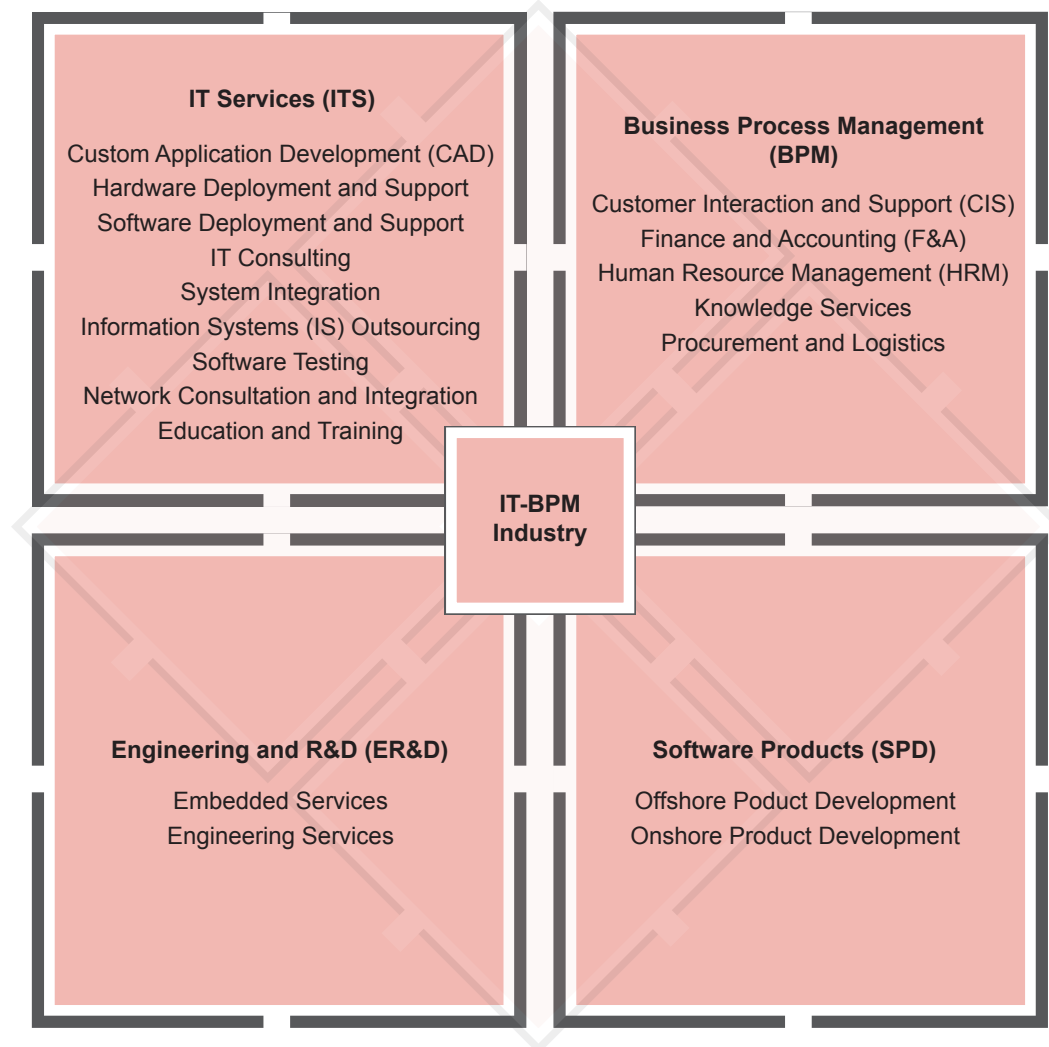 IT Services (ITS)
Custom Application Development (CAD)
Hardware Deployment and Support
Software Deployment and Support
IT Consulting
System Integration
Information Systems (IS) Outsourcing
Software Testing
Network Consultation and Integration
Education and Training
Business Process Management
(BPM)
Customer Interaction and Support (CIS)
Finance and Accounting (F&A)
Human Resource Management (HRM)
Knowledge Services
Procurement and Logistics
IT-BPM
Industry
Engineering and R&D (ER&D)
Embedded Services
Engineering Services
Software Products (SPD)
Offshore Poduct Development
Onshore Product Development